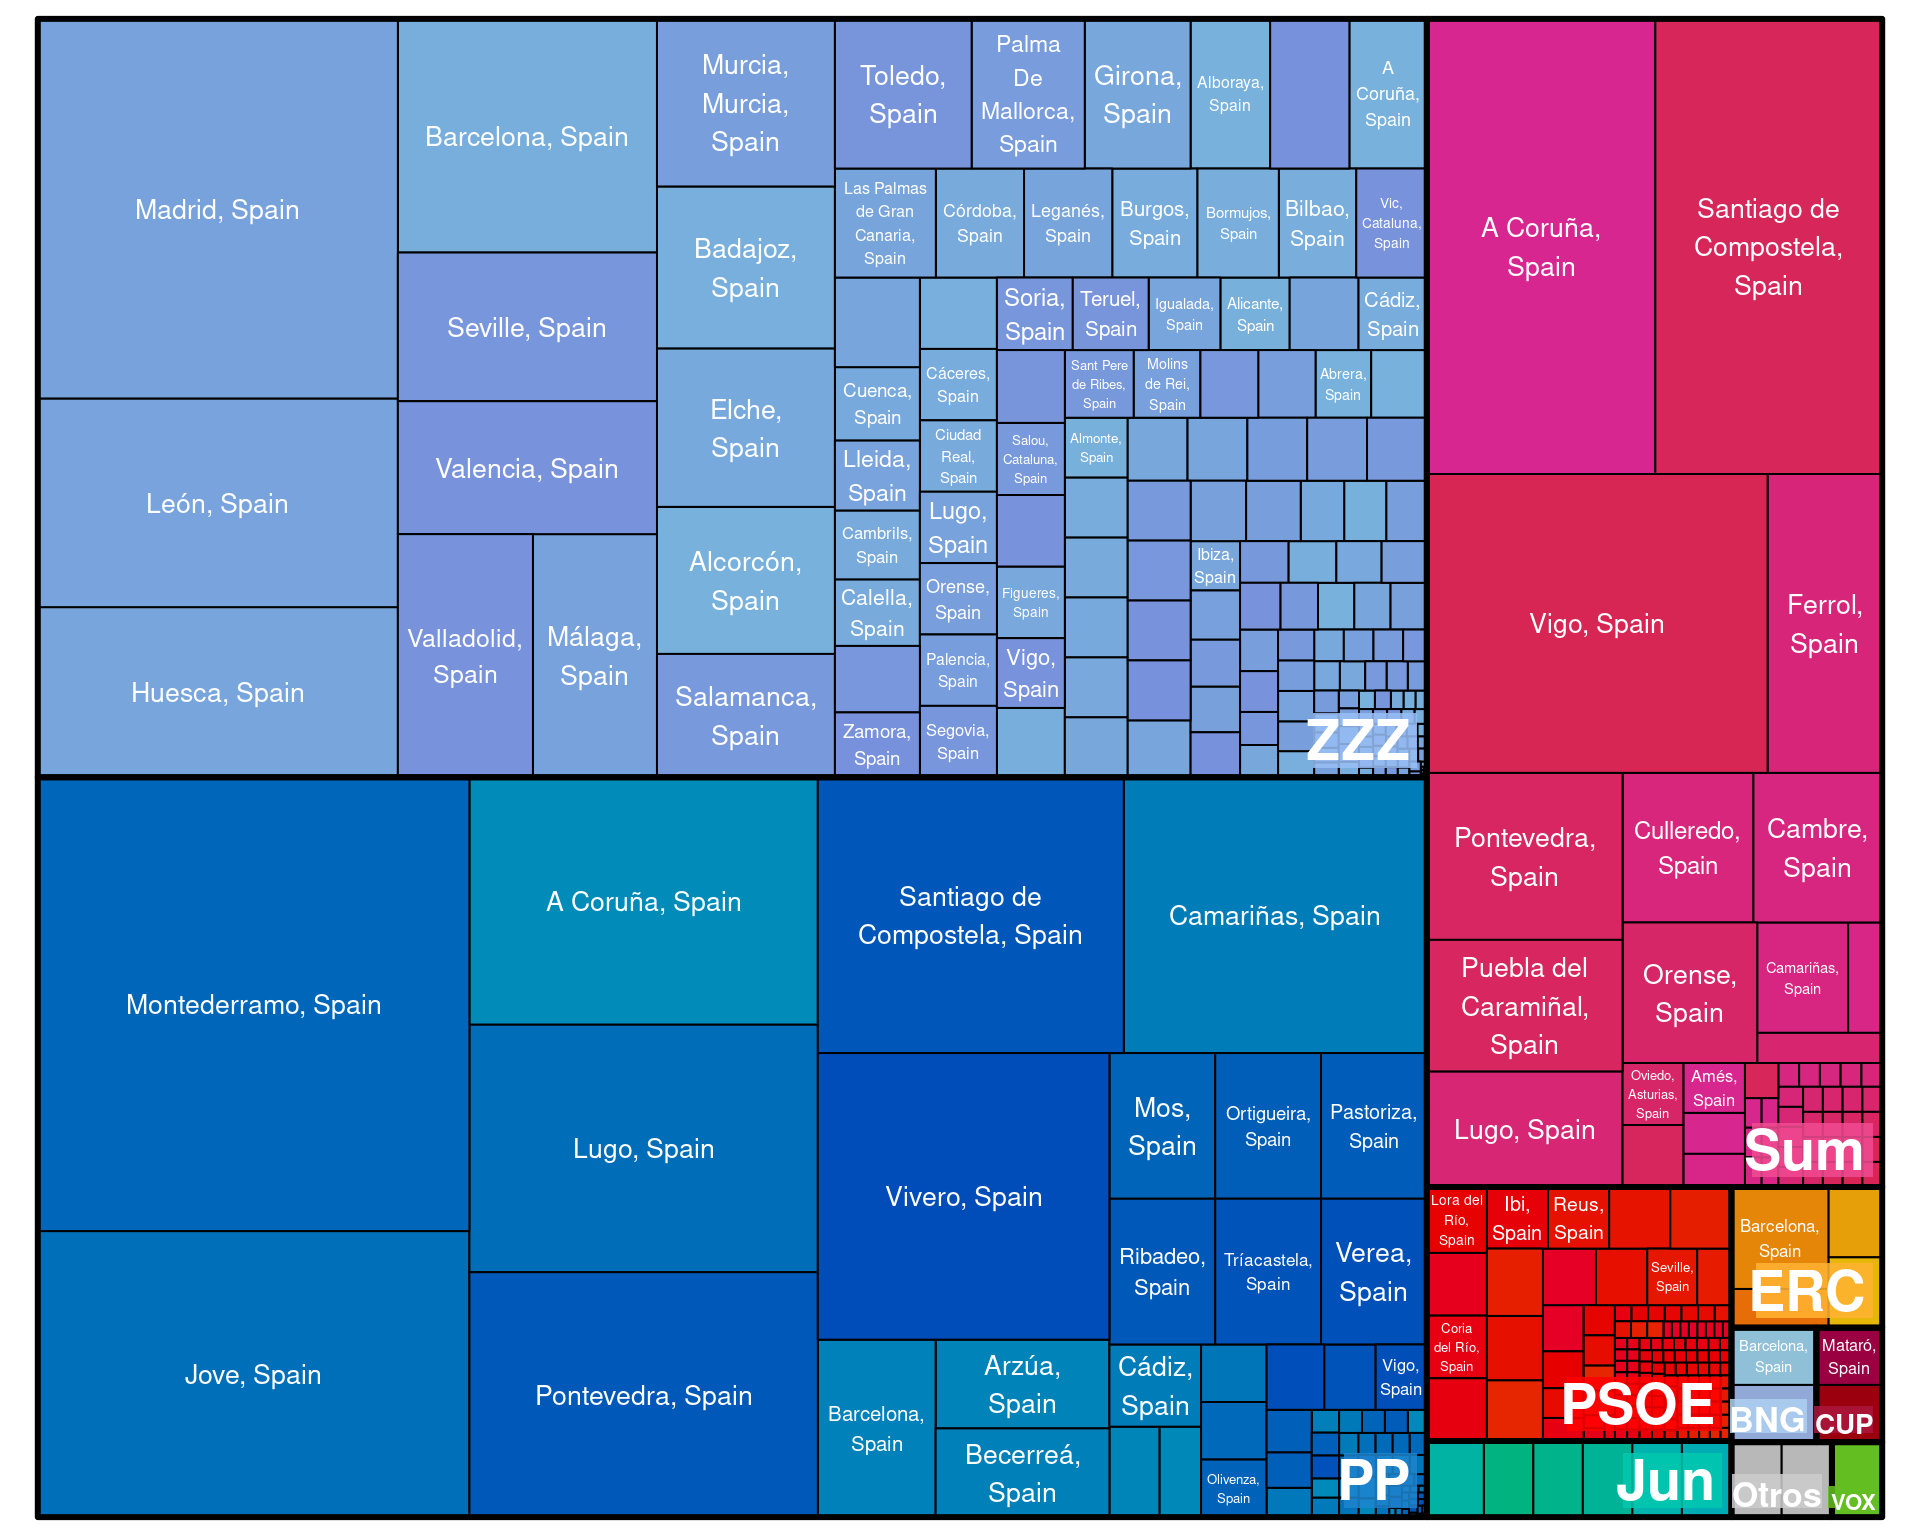 Madrid, Spain
León, Spain
Huesca, Spain
Barcelona, Spain
Seville, Spain
Valencia, Spain
Valladolid,
Spain
Málaga,
Spain
Murcia,
Murcia,
Spain
Badajoz,
Spain
Elche,
Spain
Alcorcón,
Spain
Salamanca,
Spain
Toledo,
Spain
Palma
De
Mallorca,
Spain
Girona,
Spain
Alboraya,
Spain
A
Coruña,
Spain
Las Palmas
de Gran
Canaria,
Spain
Córdoba,
Spain
Leganés,
Spain
Burgos,
Spain
Bormujos,
Spain
Bilbao,
Spain
Vic,
Cataluna,
Spain
Cuenca,
Spain
Lleida,
Spain
Cambrils,
Spain
Calella,
Spain
Zamora,
Spain
Cáceres,
Spain
Ciudad
Real,
Spain
Lugo,
Spain
Orense,
Spain
Palencia,
Spain
Segovia,
Spain
Soria,
Spain
Teruel,
Spain
Igualada,
Spain
Alicante,
Spain
Cádiz,
Spain
Sant Pere
de Ribes,
Spain
Molins
de Rei,
Spain
Abrera,
Spain
Salou,
Cataluna,
Spain
Almonte,
Spain
Figueres,
Spain
Vigo,
Spain
Ibiza,
Spain
ZZZ
A Coruña,
Spain
Santiago de
Compostela,
Spain
Vigo, Spain
Ferrol,
Spain
Pontevedra,
Spain
Culleredo,
Spain
Cambre,
Spain
Puebla del
Caramiñal,
Spain
Orense,
Spain
Camariñas,
Spain
Lugo, Spain
Oviedo,
Asturias,
Spain
Amés,
Spain
Sum
Montederramo, Spain
Jove, Spain
A Coruña, Spain
Lugo, Spain
Pontevedra, Spain
Santiago de
Compostela, Spain
Camariñas, Spain
Vivero, Spain
Mos,
Spain
Ortigueira,
Spain
Pastoriza,
Spain
Ribadeo,
Spain
Tríacastela,
Spain
Verea,
Spain
Barcelona,
Spain
Arzúa,
Spain
Becerreá,
Spain
Cádiz,
Spain
Olivenza,
Spain
Vigo,
Spain
PP
Lora del
Río,
Spain
Ibi,
Spain
Reus,
Spain
Seville,
Spain
Coria
del Río,
Spain
PSOE
Barcelona,
Spain
ERC
Barcelona,
Spain
BNG
Mataró,
Spain
CUP
Jun
Otros
VOX